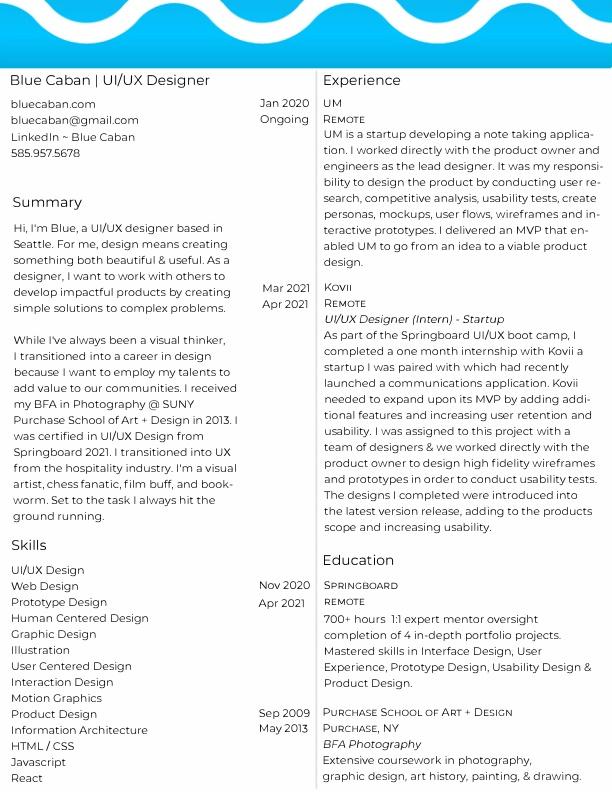 Blue Caban | UI/UX Designer
bluecaban.com
bluecaban@gmail.com
LinkedIn ~ Blue Caban
585.957.5678
Summary
Hi, I'm Blue, a UI/UX designer based in
Seattle. For me, design means creating
something both beautiful & useful. As a
designer, I want to work with others to
develop impactful products by creating
simple solutions to complex problems.
While I've always been a visual thinker,
I transitioned into a career in design
because I want to employ my talents to
add value to our communities. I received
my BFA in Photography @ SUNY
Purchase School of Art + Design in 2013. I
was certified in UI/UX Design from
Springboard 2021. I transitioned into UX
from the hospitality industry. I'm a visual
artist, chess fanatic, film buff, and book-
worm. Set to the task I always hit the
ground running.
Skills
UI/UX Design
Web Design
Prototype Design
Human Centered Design
Graphic Design
Illustration
User Centered Design
Interaction Design
Motion Graphics
Product Design
Information Architecture
HTML / CSS
Javascript
React
Experience
Jan 2020
Ongoing
UM
Remote
UM is a startup developing a note taking applica-
tion. I worked directly with the product owner and
engineers as the lead designer. It was my responsi-
bility to design the product by conducting user re-
search, competitive analysis, usability tests, create
personas, mockups, user flows, wireframes and in-
teractive prototypes. I delivered an MVP that en-
abled UM to go from an idea to a viable product
design.
Mar 2021
Apr 2021
Kovii
Remote
UI/UX Designer (Intern) - Startup
As part of the Springboard UI/UX boot camp, I
completed a one month internship with Kovii a
startup I was paired with which had recently
launched a communications application. Kovii
needed to expand upon its MVP by adding addi-
tional features and increasing user retention and
usability. I was assigned to this project with a
team of designers & we worked directly with the
product owner to design high fidelity wireframes
and prototypes in order to conduct usability tests.
The designs I completed were introduced into
the latest version release, adding to the products
scope and increasing usability.
Education
Nov 2020
Apr 2021
Springboard
remote
700+ hours 1:1 expert mentor oversight
completion of 4 in-depth portfolio projects.
Mastered skills in Interface Design, User
Experience, Prototype Design, Usability Design &
Product Design.
Sep 2009
May 2013
Purchase School of Art + Design
Purchase, NY
BFA Photography
Extensive coursework in photography,
graphic design, art history, painting, & drawing.